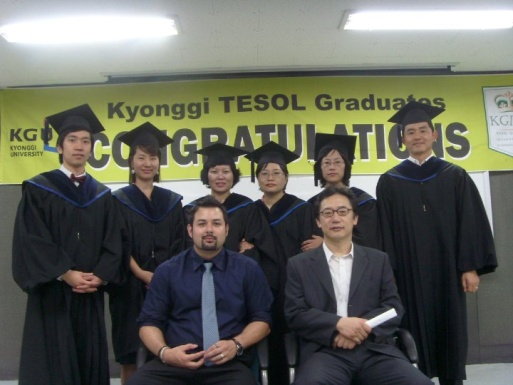 Kyonggi TESOL Graduates
CONGRATULATIONS
KGU
KYONGGI
UNIVERSITY